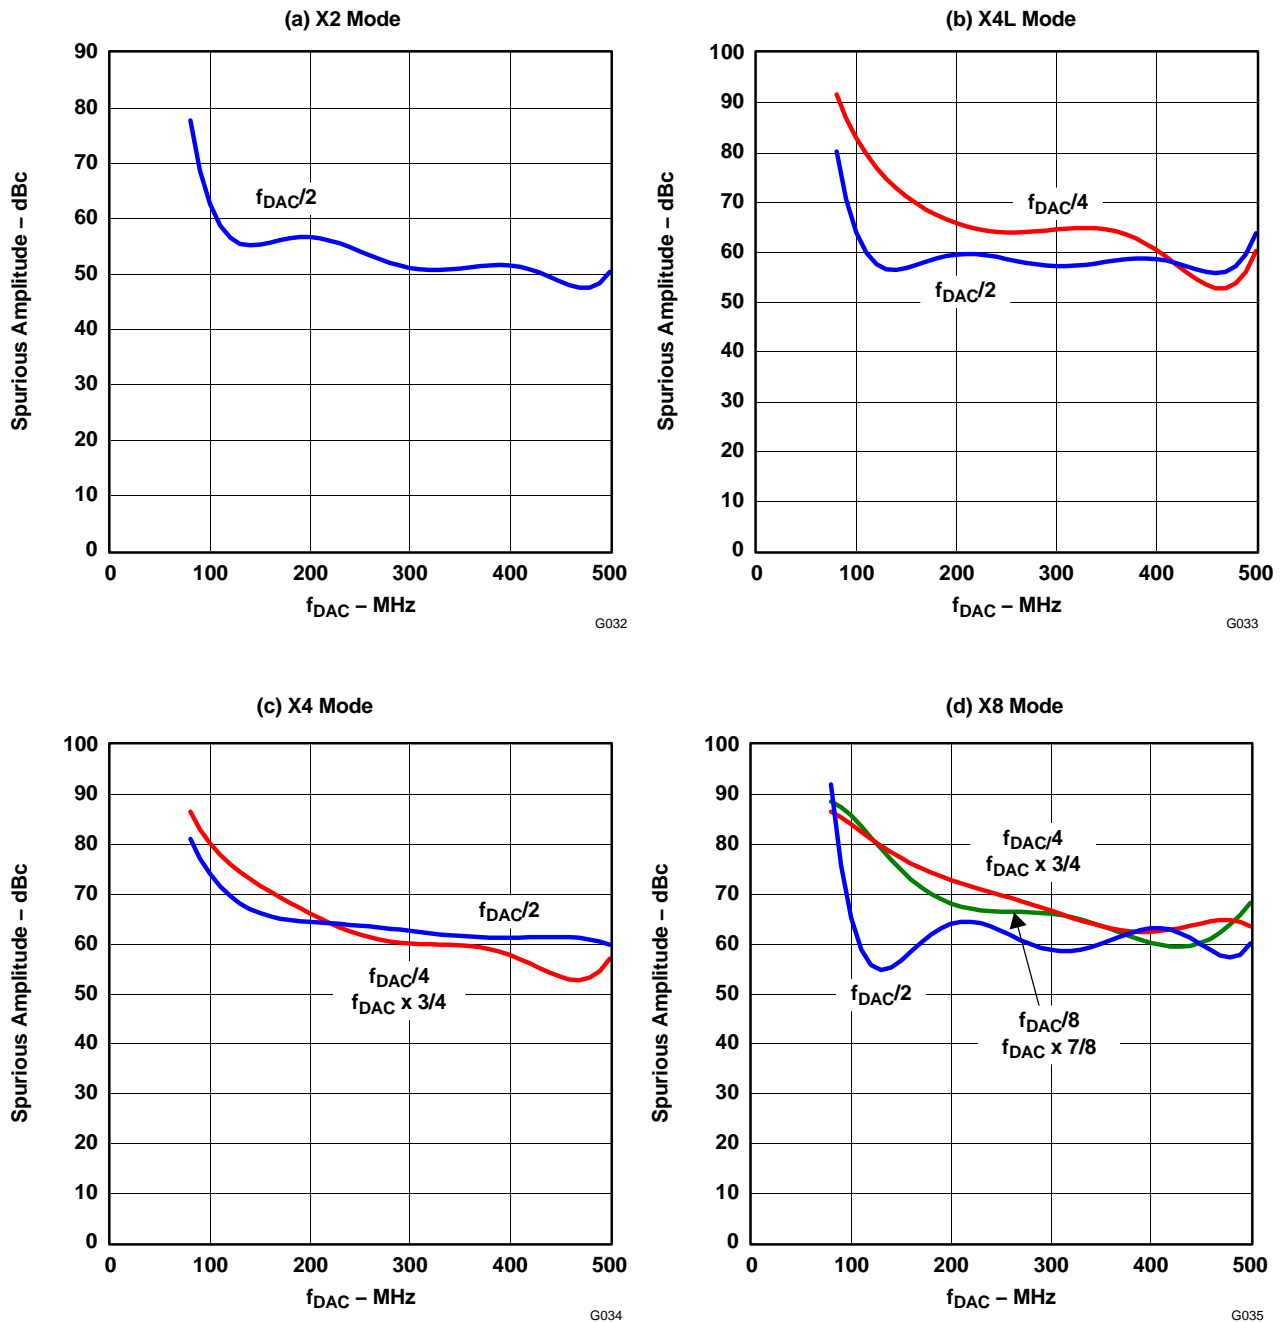 (a) X2 Mode
90
80
70
60
50
40
30
20
10
0
0 100 200 300 400 500
Spurious Amplitude – dBc
fDAC/2
fDAC – MHz
G032
(b) X4L Mode
100
90
80
70
60
50
40
30
20
10
0
0 100 200 300 400 500
Spurious Amplitude – dBc
fDAC/4
fDAC/2
fDAC – MHz
G033
(c) X4 Mode
100
90
80
70
60
50
40
30
20
10
0
0 100 200 300 400 500
Spurious Amplitude – dBc
fDAC/2
fDAC/4
fDAC x 3/4
fDAC – MHz
G034
(d) X8 Mode
100
90
80
70
60
50
40
30
20
10
0
0 100 200 300 400 500
Spurious Amplitude – dBc
fDAC/4
fDAC x 3/4
fDAC/2
fDAC/8
fDAC x 7/8
fDAC – MHz
G035